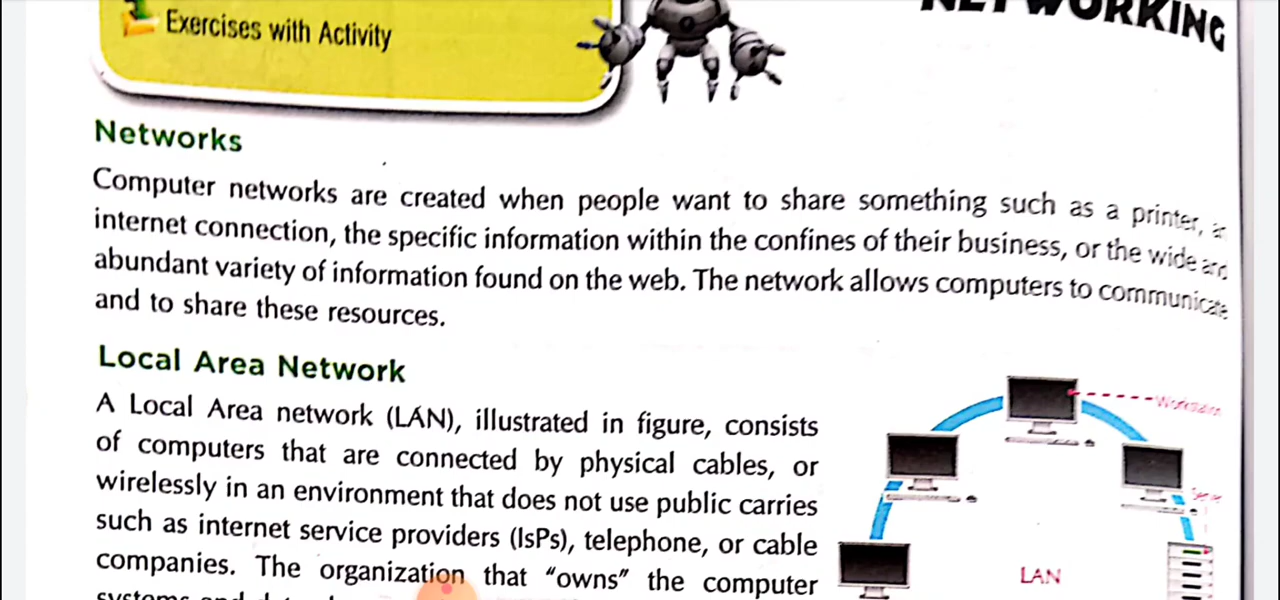 Exercises with Activity
NETWORKING
Networks
Computer networks are created when people want to share something such as a printer,
internet connection, the specific information within the confines of their business, or the wide and
abundant variety of information found on the web. The network allows computers to communicate
and to share these resources.
Local Area Network
A Local Area network (LAN), illustrated in figure, consists
of computers that are connected by physical cables, or
wirelessly in an environment that does not use public carries
such as internet service providers (IsPs), telephone, or cable
companies. The organization that "owns" the computer
Workstation
Server
LAN